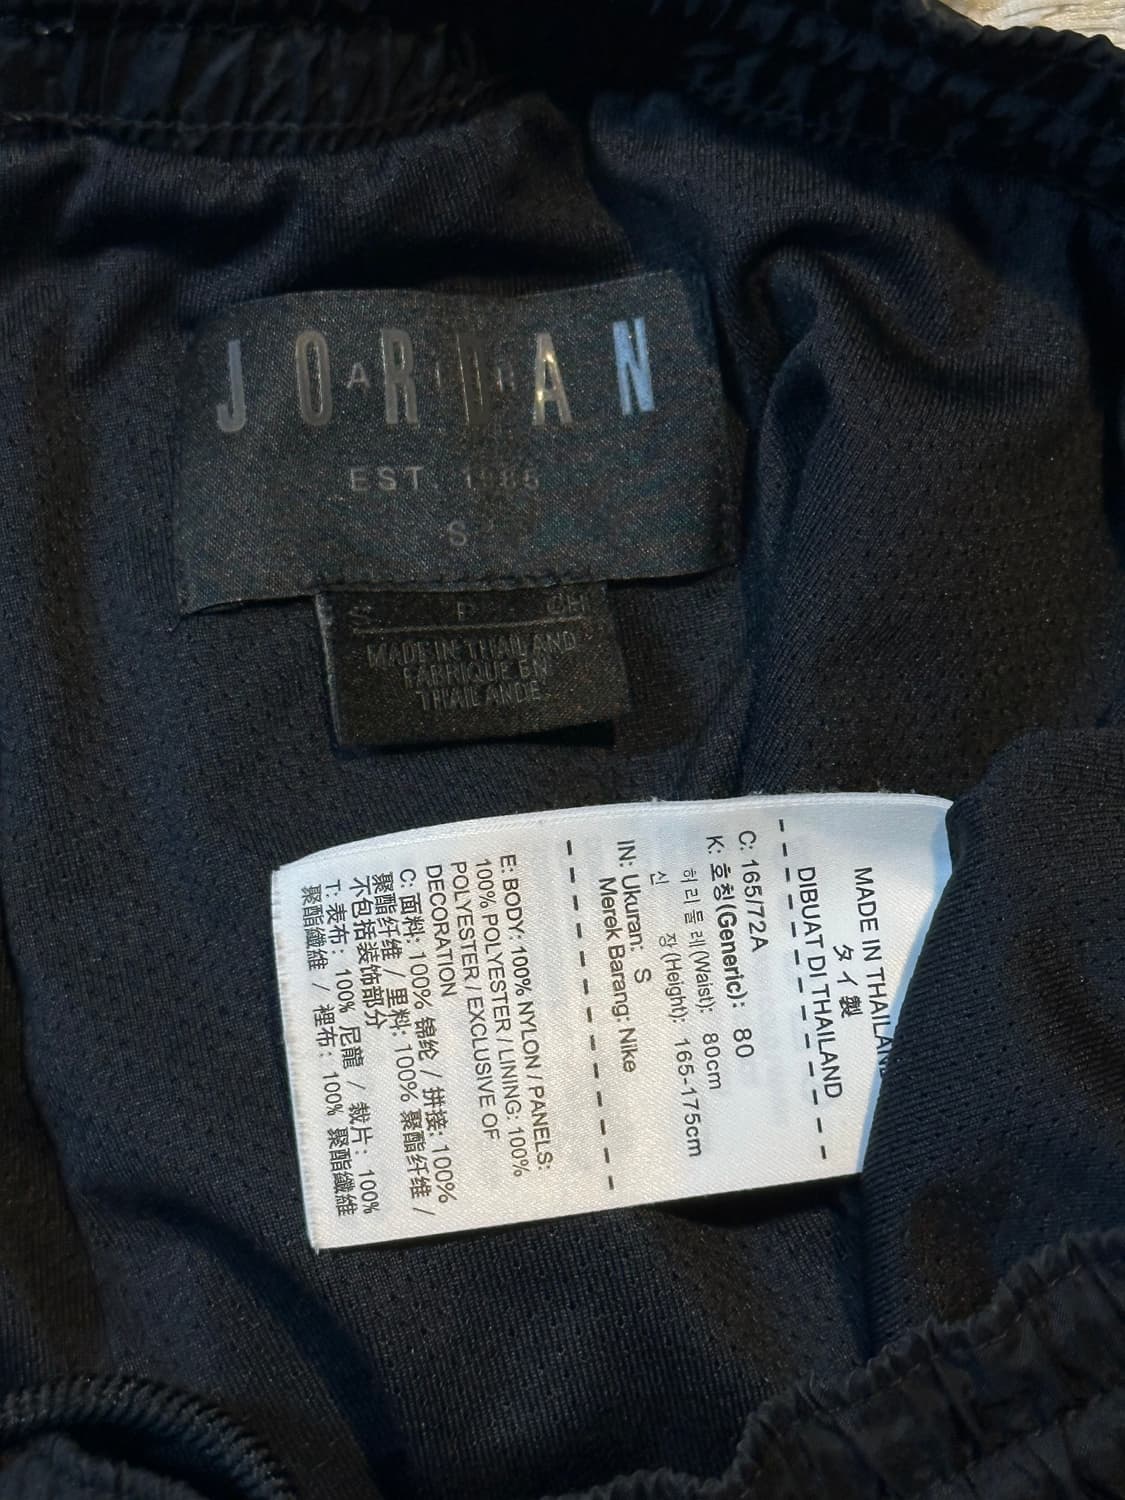 JORDAN
AIR
EST. 1985
S
S P CH
MADE IN THAILAND
FABRIQUE EN
THAILANDE
MADE IN THAILAN
タイ製
DIBUAT DI THAILAND
C: 165/72A
K: 호칭(Generic): 80
허리둘레(Waist): 80cm
신 장(Height): 165-175cm
IN: Ukuran: S
Merek Barang: Nike
E: BODY: 100% NYLON / PANELS:
100% POLYESTER / LINING: 100%
POLYESTER / EXCLUSIVE OF
DECORATION
C: 面料: 100% 锦纶 / 拼接: 100%
聚酯纤维 / 里料: 100% 聚酯纤维 /
不包括装饰部分
T: 表布: 100% 尼龍 / 裁片: 100%
聚酯纖維 / 裡布: 100% 聚酯纖維